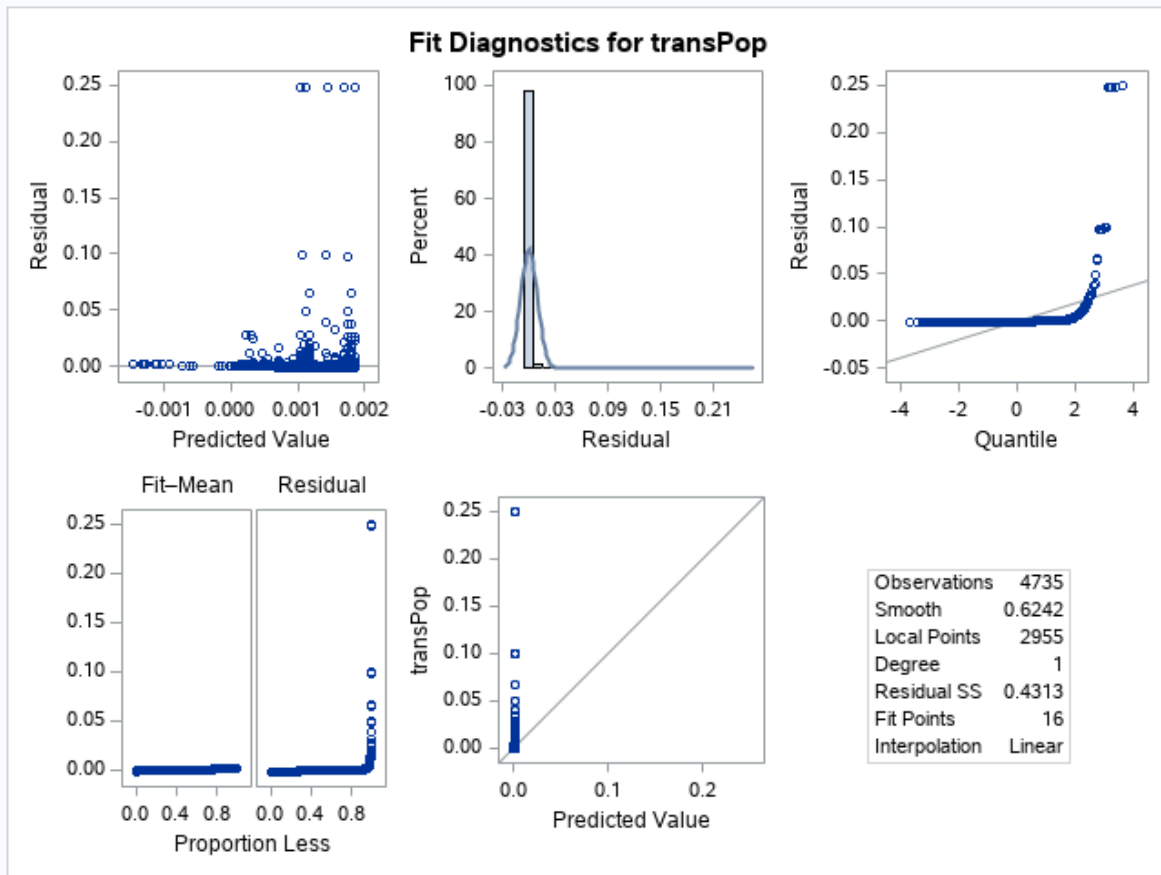 Fit Diagnostics for transPop
0.25
0.20
0.15
0.10
0.05
0.00
Residual
-0.001 0.000 0.001 0.002
Predicted Value
100
80
60
40
20
0
Percent
-0.03 0.03 0.09 0.15 0.21
Residual
0.25
0.20
0.15
0.10
0.05
0.00
-0.05
Residual
-4 -2 0 2 4
Quantile
Fit–Mean Residual
0.25
0.20
0.15
0.10
0.05
0.00
0.0 0.4 0.8 0.0 0.4 0.8
Proportion Less
0.25
0.20
0.15
0.10
0.05
0.00
transPop
0.0 0.1 0.2
Predicted Value
Observations 4735
Smooth 0.6242
Local Points 2955
Degree 1
Residual SS 0.4313
Fit Points 16
Interpolation Linear